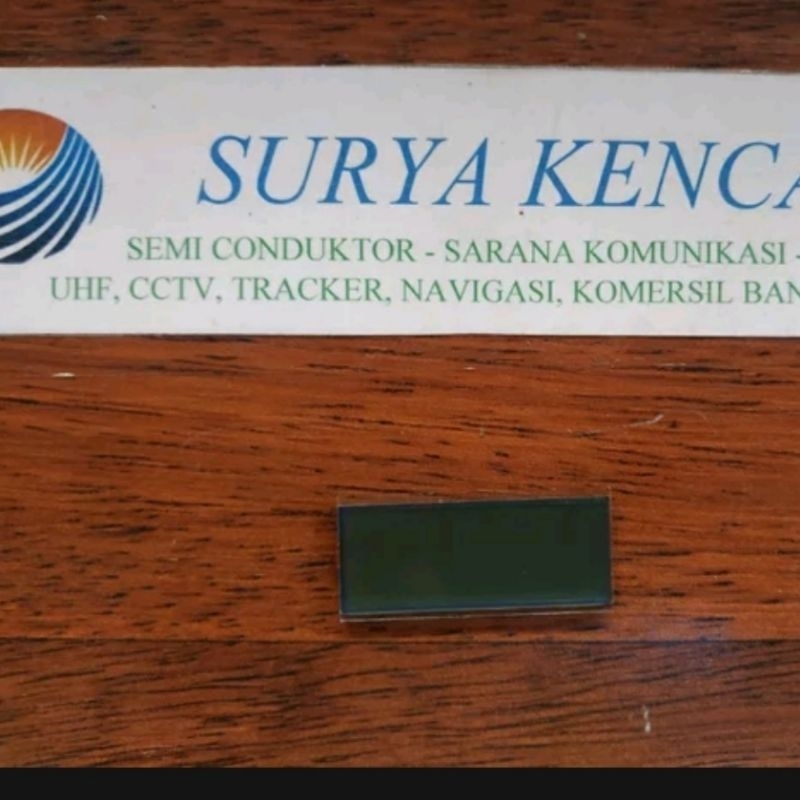 SURYA KENCA
SEMI CONDUKTOR - SARANA KOMUNIKASI -
UHF, CCTV, TRACKER, NAVIGASI, KOMERSIL BAN